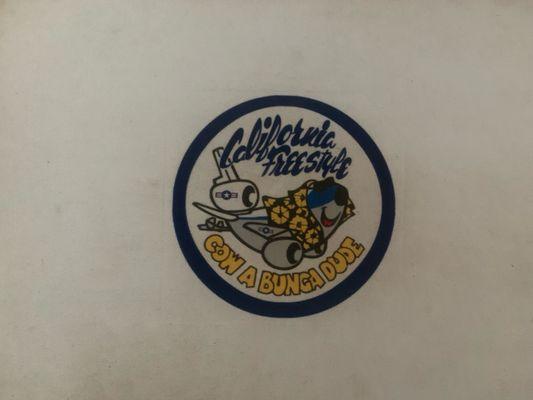 California
FREESTYLE
COW A BUNGA DUDE